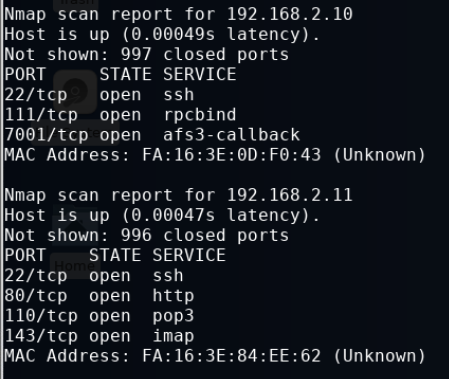 Nmap scan report for 192.168.2.10
Host is up (0.00049s latency).
Not shown: 997 closed ports
PORT     STATE SERVICE
22/tcp   open  ssh
111/tcp  open  rpcbind
7001/tcp open  afs3-callback
MAC Address: FA:16:3E:0D:F0:43 (Unknown)

Nmap scan report for 192.168.2.11
Host is up (0.00047s latency).
Not shown: 996 closed ports
PORT    STATE SERVICE
Home
22/tcp  open  ssh
80/tcp  open  http
110/tcp open  pop3
143/tcp open  imap
MAC Address: FA:16:3E:84:EE:62 (Unknown)